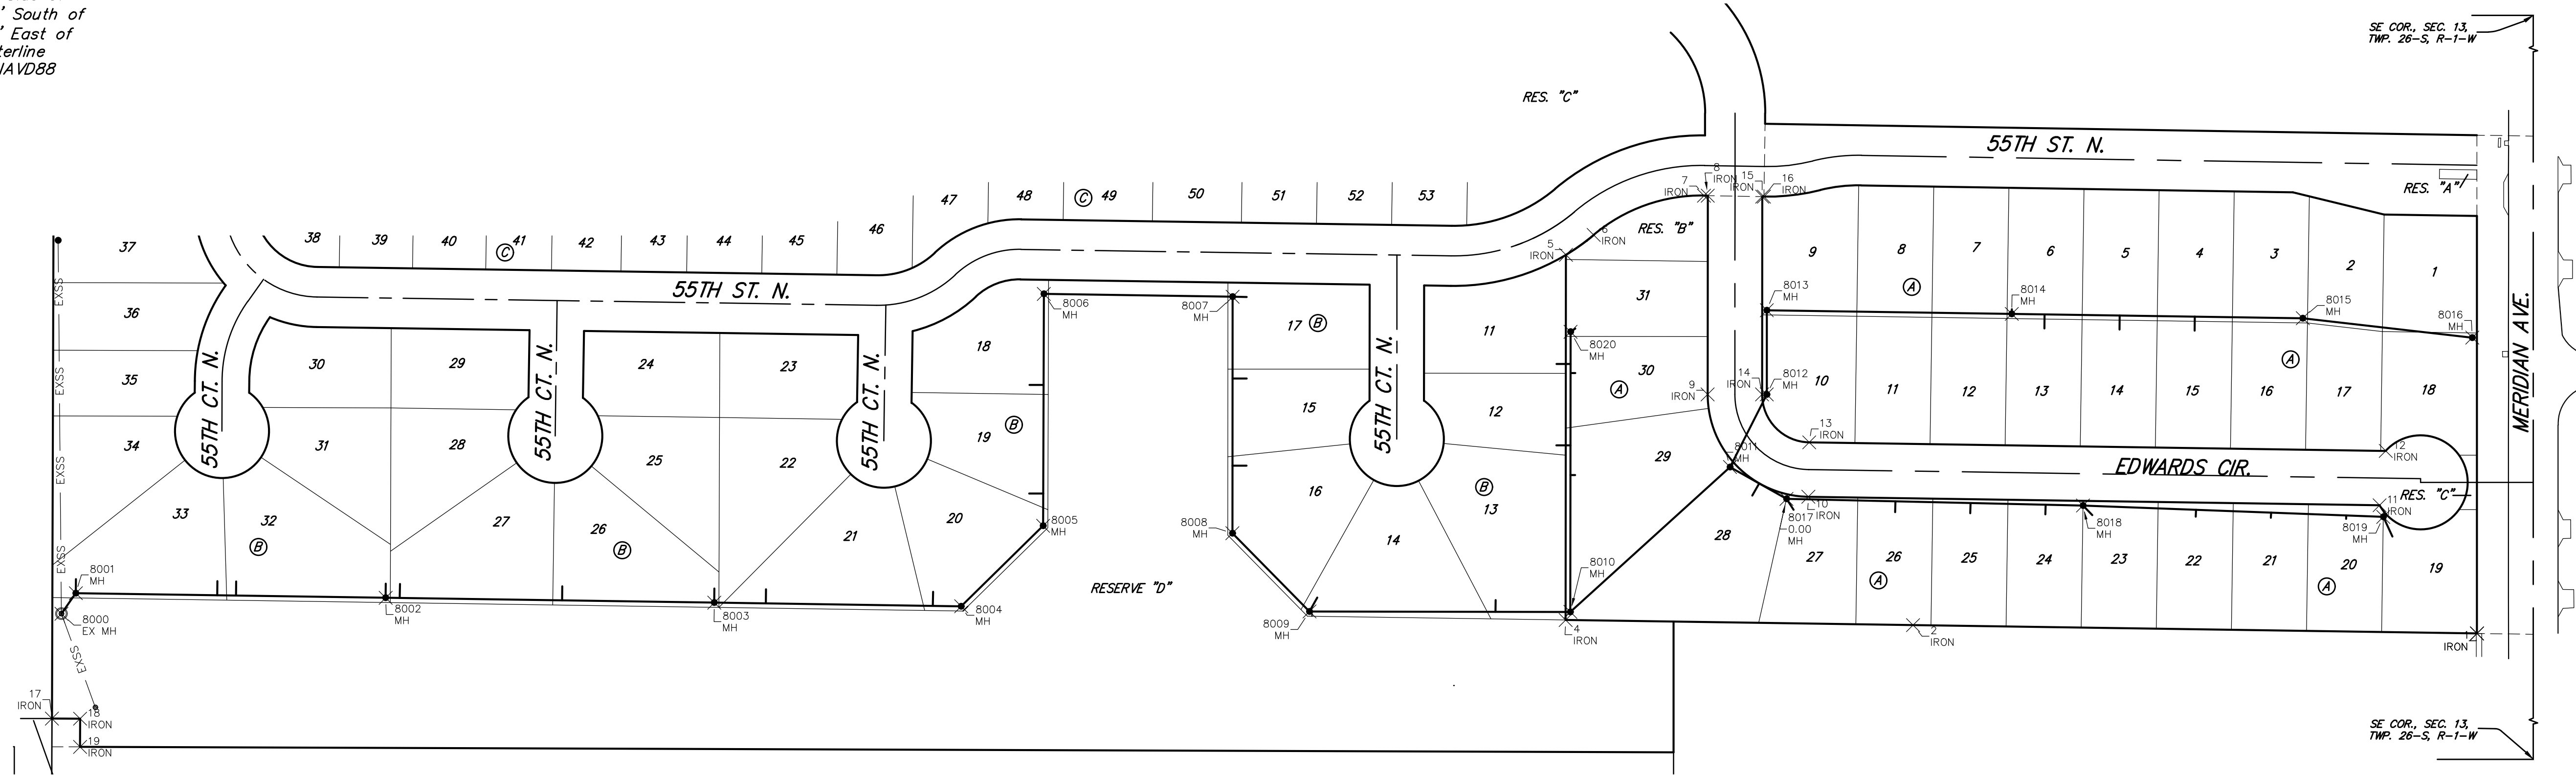 ' South of
' East of
terline
NAVD88
SE COR., SEC. 13,
TWP. 26-S, R-1-W
RES. "C"
55TH ST. N.
RES. "A"
MERIDIAN AVE.
8
IRON
7
IRON
15
IRON
16
IRON
RES. "B"
6
IRON
5
IRON
37
38
39
40
41
42
43
44
45
46
47
48
49
50
51
52
53
C
C
55TH ST. N.
36
35
34
33
32
31
30
29
28
27
26
25
24
23
22
21
20
19
18
B
B
B
55TH CT. N.
55TH CT. N.
55TH CT. N.
55TH CT. N.
EXSS
EXSS
EXSS
EXSS
EXSS
8000
EX MH
8001
MH
8002
MH
8003
MH
8004
MH
8005
MH
8006
MH
8007
MH
8008
MH
8009
MH
8010
MH
RESERVE "D"
17
B
15
16
14
11
12
13
B
31
30
A
29
28
8020
MH
9
IRON
14
IRON
8013
MH
8012
MH
8011
MH
8014
MH
8015
MH
8016
MH
9
8
7
6
5
4
3
2
1
A
A
10
11
12
13
14
15
16
17
18
13
IRON
12
IRON
EDWARDS CIR.
RES. "C"
11
IRON
10
IRON
8017
0.00
MH
8018
MH
8019
MH
27
26
25
24
23
22
21
20
19
A
A
4
IRON
2
IRON
1
IRON
17
IRON
18
IRON
19
IRON
SE COR., SEC. 13,
TWP. 26-S, R-1-W